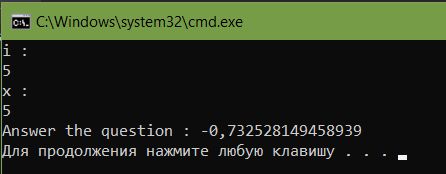 C:\Windows\system32\cmd.exe
i :
5
x :
5
Answer the question : -0,732528149458939
Для продолжения нажмите любую клавишу . . .